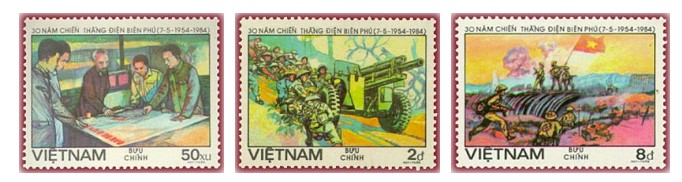 30 NĂM CHIẾN THẮNG ĐIỆN BIÊN PHỦ (7-5-1954-1984)
VIỆTNAM BƯU CHÍNH 50XU
30 NĂM CHIẾN THẮNG ĐIỆN BIÊN PHỦ (7-5-1954-1984)
VIỆTNAM BƯU CHÍNH 2đ
30 NĂM CHIẾN THẮNG ĐIỆN BIÊN PHỦ (7-5-1954-1984)
VIỆTNAM BƯU CHÍNH 8đ